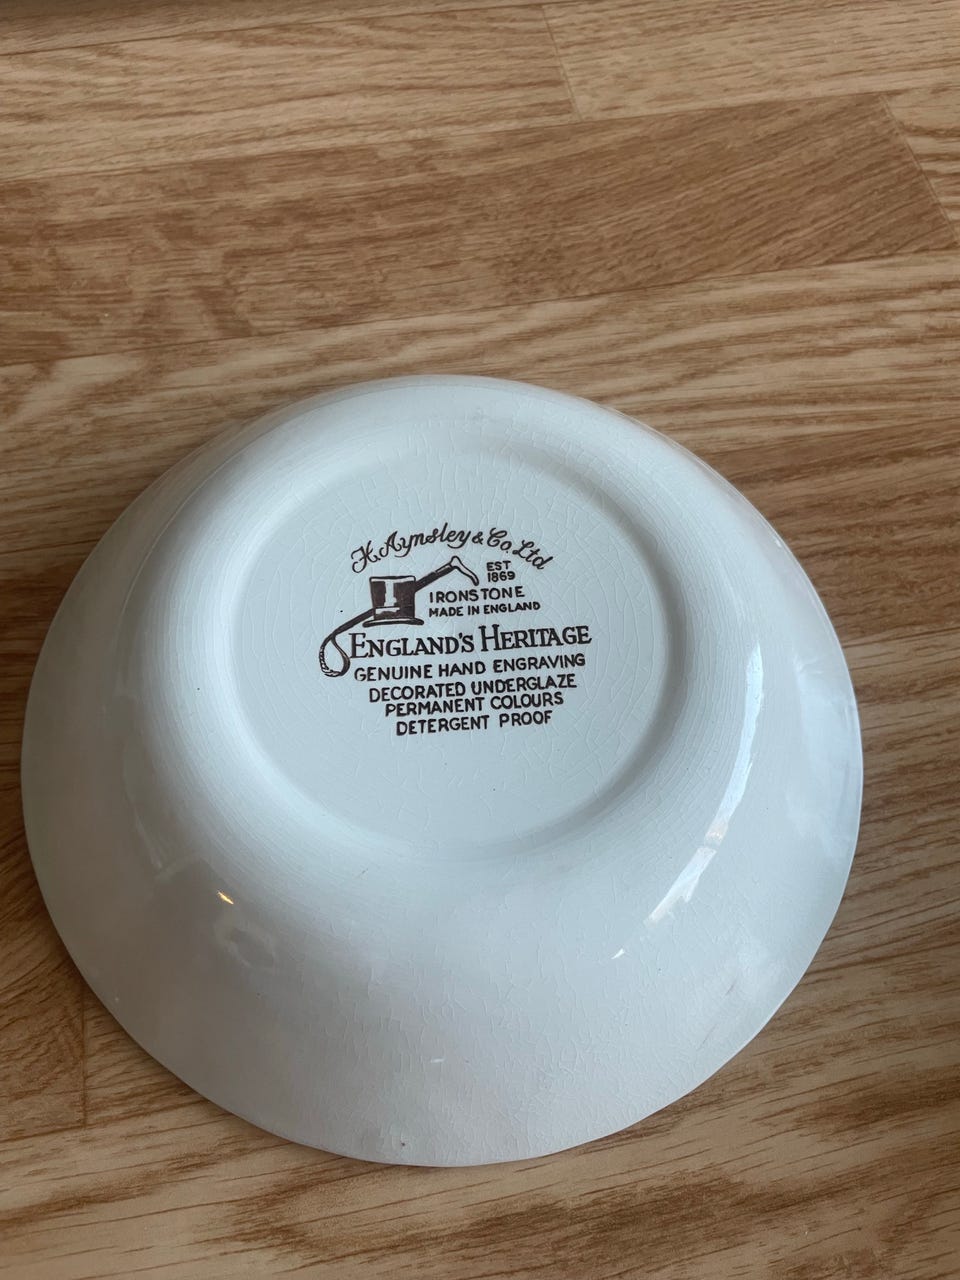 H. Aynsley & Co. Ltd
EST
1869
IRONSTONE
MADE IN ENGLAND
ENGLAND'S HERITAGE
GENUINE HAND ENGRAVING
DECORATED UNDERGLAZE
PERMANENT COLOURS
DETERGENT PROOF